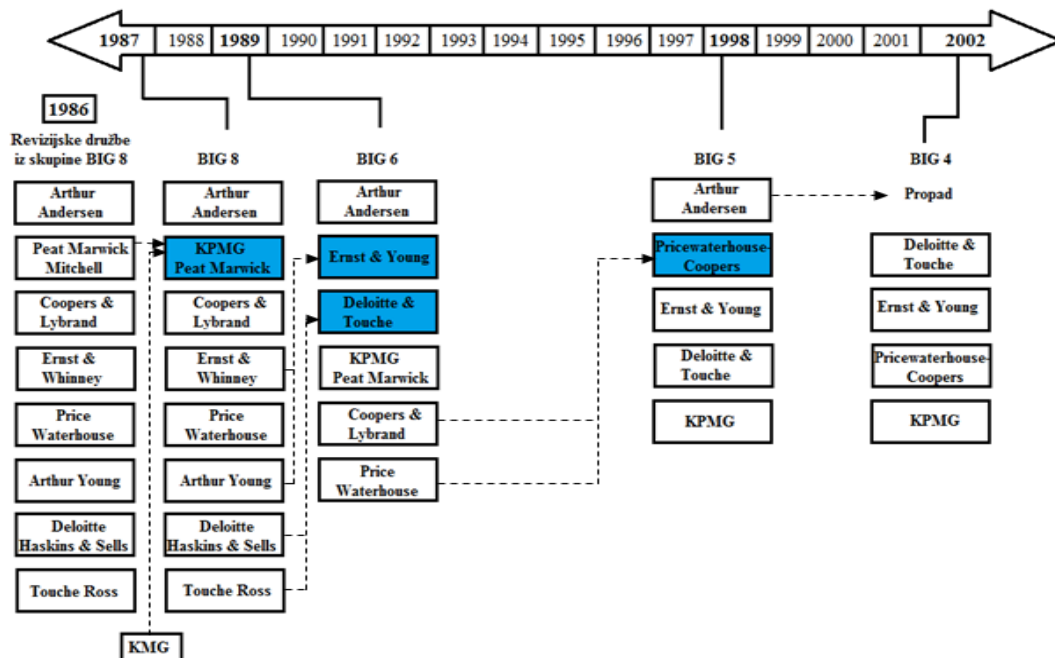 1987 1988 1989 1990 1991 1992 1993 1994 1995 1996 1997 1998 1999 2000 2001 2002
1986
Revizijske družbe
iz skupine BIG 8
Arthur
Andersen
Peat Marwick
Mitchell
Coopers &
Lybrand
Ernst &
Whinney
Price
Waterhouse
Arthur Young
Deloitte
Haskins & Sells
Touche Ross
KMG
BIG 8
Arthur
Andersen
KPMG
Peat Marwick
Coopers &
Lybrand
Ernst &
Whinney
Price
Waterhouse
Arthur Young
Deloitte
Haskins & Sells
Touche Ross
BIG 6
Arthur
Andersen
Ernst & Young
Deloitte &
Touche
KPMG
Peat Marwick
Coopers &
Lybrand
Price
Waterhouse
BIG 5
Arthur
Andersen
Pricewaterhouse-
Coopers
Ernst & Young
Deloitte &
Touche
KPMG
BIG 4
Propad
Deloitte &
Touche
Ernst & Young
Pricewaterhouse-
Coopers
KPMG